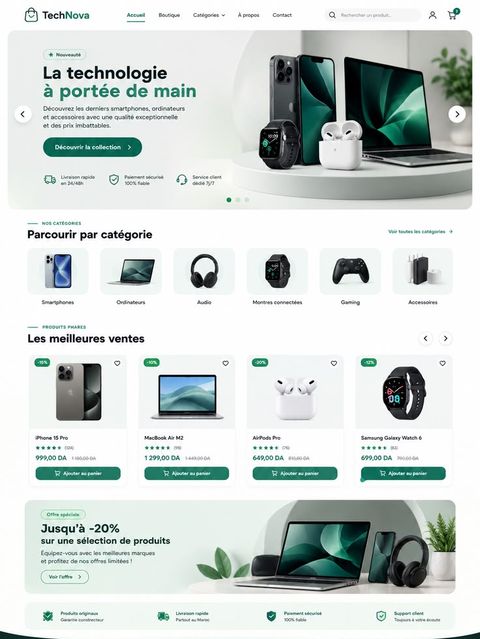 TechNova
Accueil
Boutique
Catégories
À propos
Contact
Rechercher un produit...
Nouveauté
La technologie
à portée de main
Découvrez les derniers smartphones, ordinateurs
et accessoires avec une qualité exceptionnelle
et des prix imbattables.
Découvrir la collection
Livraison rapide
en 24/48h
Paiement sécurisé
100% fiable
Service client
dédié 7j/7
NOS CATÉGORIES
Parcourir par catégorie
Voir toutes les catégories
Smartphones
Ordinateurs
Audio
Montres connectées
Gaming
Accessoires
PRODUITS PHARES
Les meilleures ventes
-15%
-10%
-20%
-12%
iPhone 15 Pro
(124)
999,00 DA
Ajouter au panier
MacBook Air M2
1 299,00 DA
1 449,00 DA
Ajouter au panier
AirPods Pro
(76)
649,00 DA
Ajouter au panier
Samsung Galaxy Watch 6
699,00 DA
Ajouter au panier
Offre spéciale
Jusqu'à -20%
sur une sélection de produits
Équipez-vous avec les meilleures marques
et profitez de nos offres limitées !
Voir l'offre
Produits originaux
Garantie constructeur
Livraison rapide
Partout au Maroc
Paiement sécurisé
100% fiable
Support client
Toujours à votre écoute